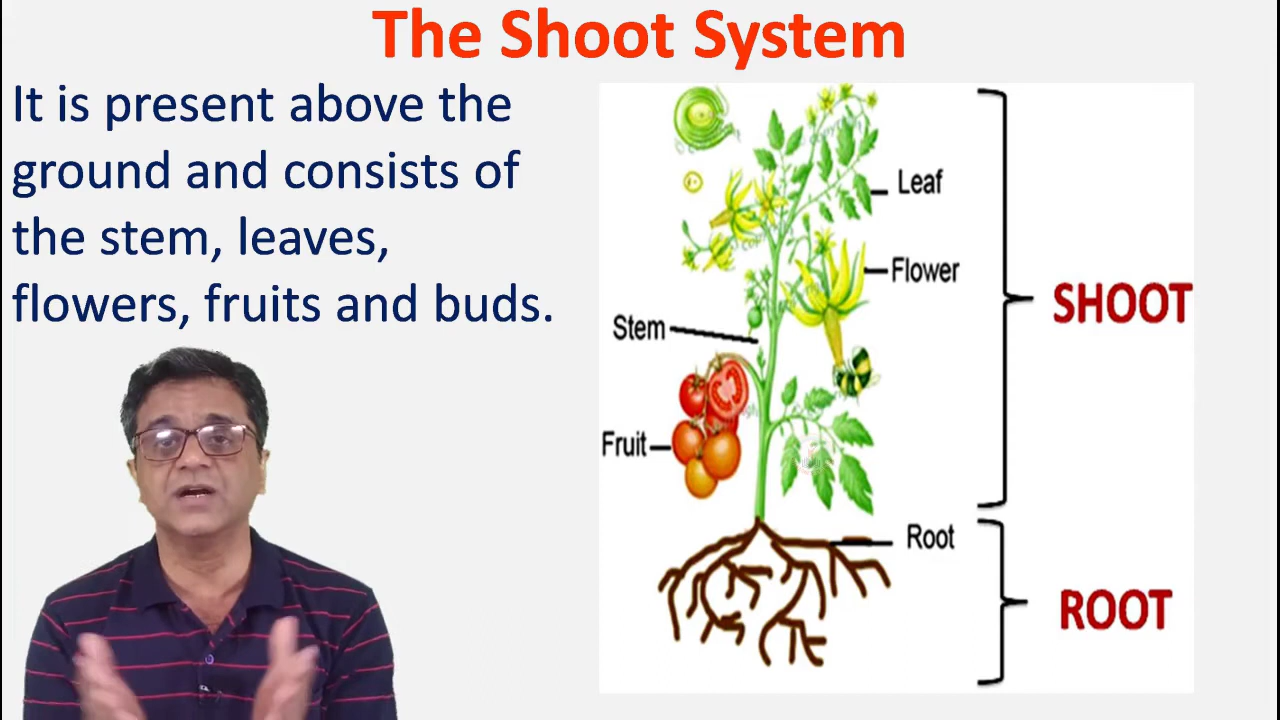 The Shoot System
It is present above the
ground and consists of
the stem, leaves,
flowers, fruits and buds.
Leaf
Flower
Stem
Fruit
Root
SHOOT
ROOT